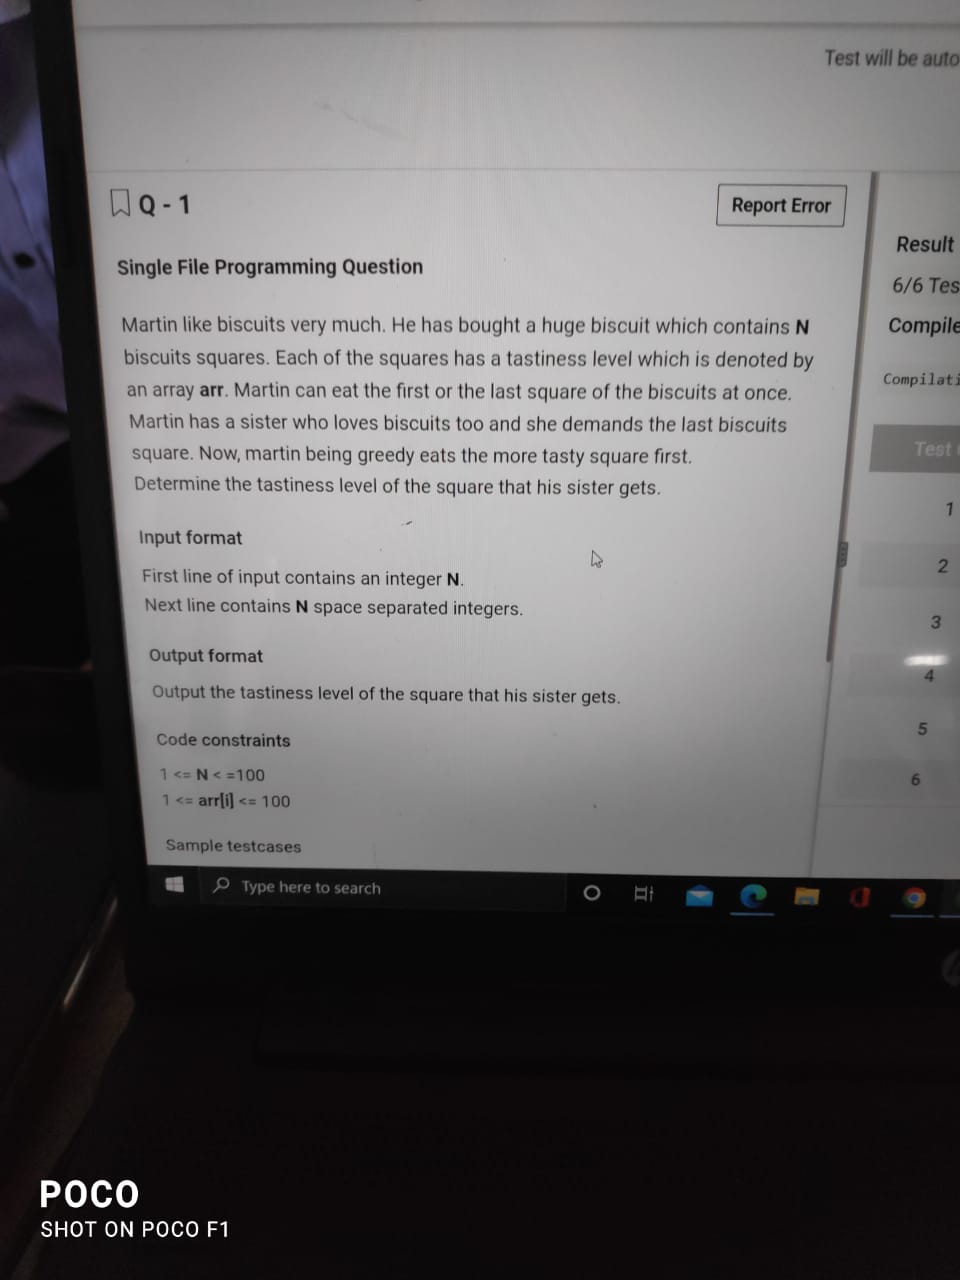 Test will be auto
Q - 1
Report Error
Single File Programming Question
Martin like biscuits very much. He has bought a huge biscuit which contains N
biscuits squares. Each of the squares has a tastiness level which is denoted by
an array arr. Martin can eat the first or the last square of the biscuits at once.
Martin has a sister who loves biscuits too and she demands the last biscuits
square. Now, martin being greedy eats the more tasty square first.
Determine the tastiness level of the square that his sister gets.
Input format
First line of input contains an integer N.
Next line contains N space separated integers.
Output format
Output the tastiness level of the square that his sister gets.
Code constraints
1 <= N < =100
1 <= arr[i] <= 100
Sample testcases
Result
6/6 Tes
Compile
Compilati
Test
1
2
3
4
5
6
Type here to search
POCO
SHOT ON POCO F1